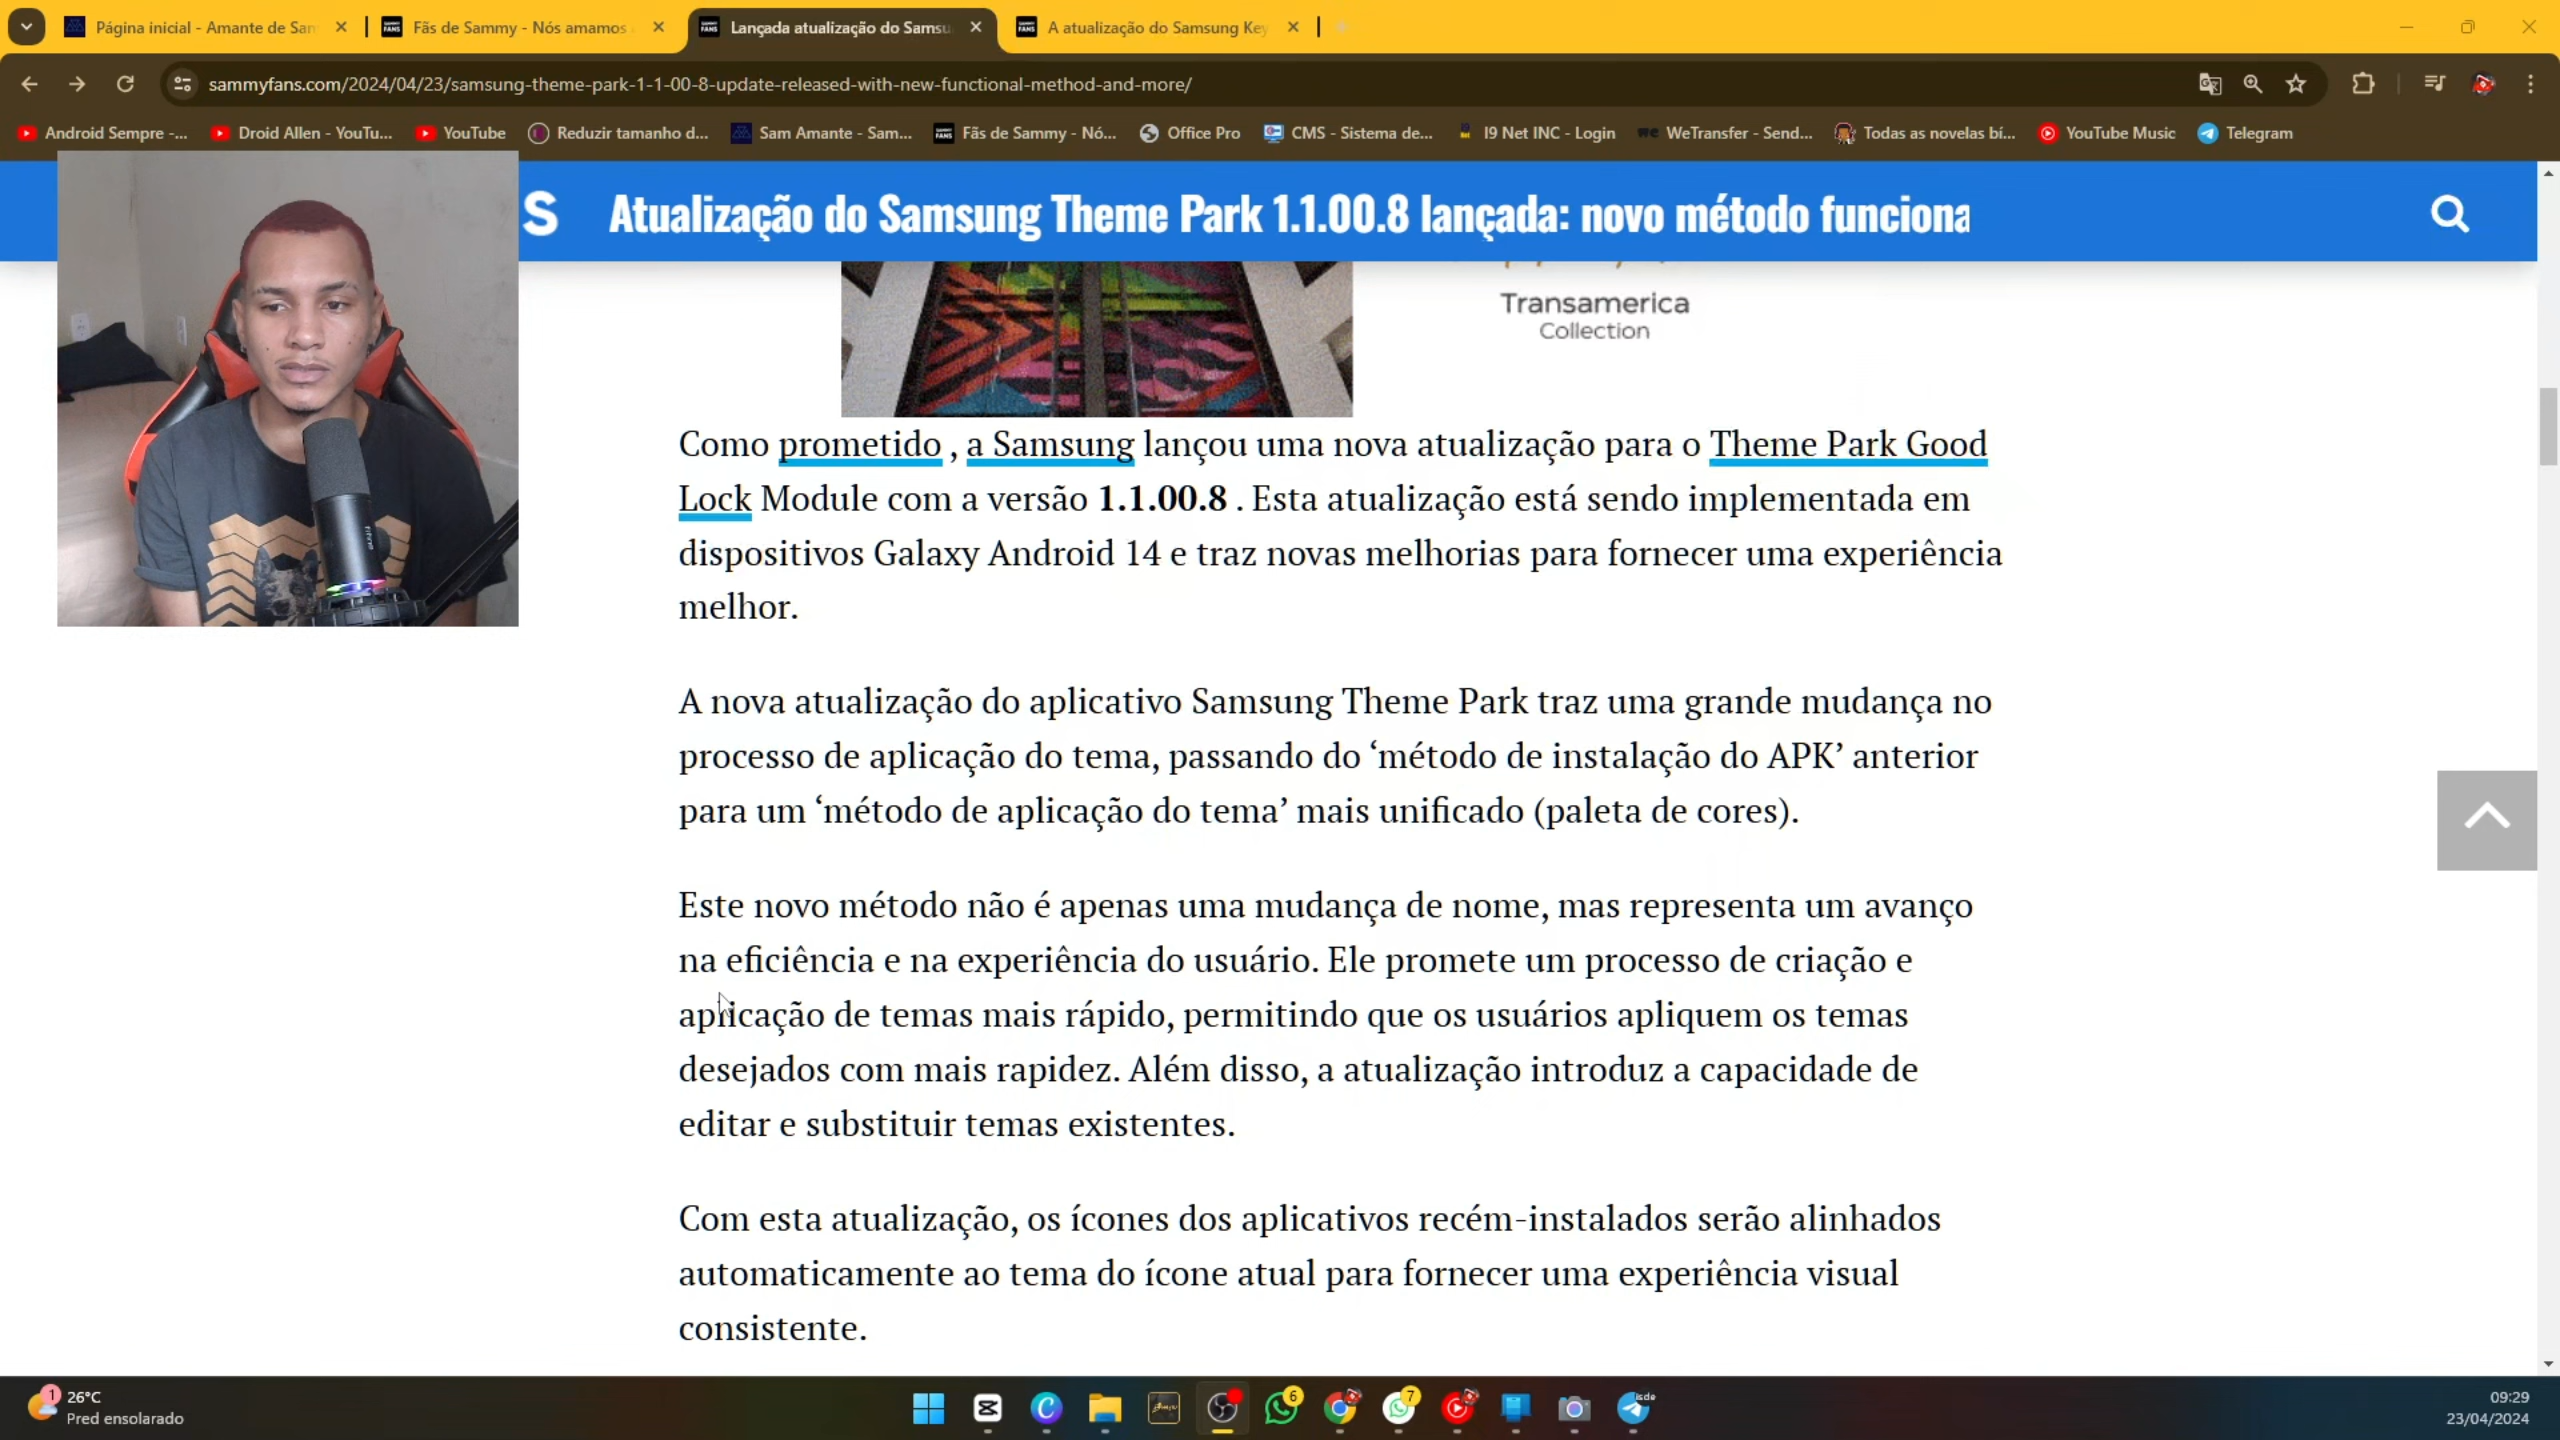 Página inicial - Amante de Sam
Fãs de Sammy - Nós amamos
Lançada atualização do Samsu
A atualização do Samsung Key
sammyfans.com/2024/04/23/samsung-theme-park-1-1-00-8-update-released-with-new-functional-method-and-more/
Android Sempre -...
Droid Allen - YouTu...
YouTube
Reduzir tamanho d...
Sam Amante - Sam...
Fãs de Sammy - Nó...
Office Pro
CMS - Sistema de...
I9 Net INC - Login
WeTransfer - Send...
Todas as novelas bí...
YouTube Music
Telegram
S
Atualização do Samsung Theme Park 1.1.00.8 lançada: novo método funciona
Transamerica
Collection
Como prometido , a Samsung lançou uma nova atualização para o Theme Park Good
Lock Module com a versão 1.1.00.8 . Esta atualização está sendo implementada em
dispositivos Galaxy Android 14 e traz novas melhorias para fornecer uma experiência
melhor.
A nova atualização do aplicativo Samsung Theme Park traz uma grande mudança no
processo de aplicação do tema, passando do ‘método de instalação do APK’ anterior
para um ‘método de aplicação do tema’ mais unificado (paleta de cores).
Este novo método não é apenas uma mudança de nome, mas representa um avanço
na eficiência e na experiência do usuário. Ele promete um processo de criação e
aplicação de temas mais rápido, permitindo que os usuários apliquem os temas
desejados com mais rapidez. Além disso, a atualização introduz a capacidade de
editar e substituir temas existentes.
Com esta atualização, os ícones dos aplicativos recém-instalados serão alinhados
automaticamente ao tema do ícone atual para fornecer uma experiência visual
consistente.
1
26°C
Pred ensolarado
6
7
09:29
23/04/2024